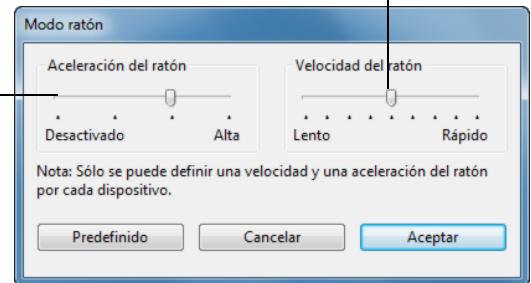 Modo ratón
Aceleración del ratón
Velocidad del ratón
Desactivado Alta
Lento Rápido
Nota: Sólo se puede definir una velocidad y una aceleración del ratón
por cada dispositivo.
Predefinido Cancelar Aceptar